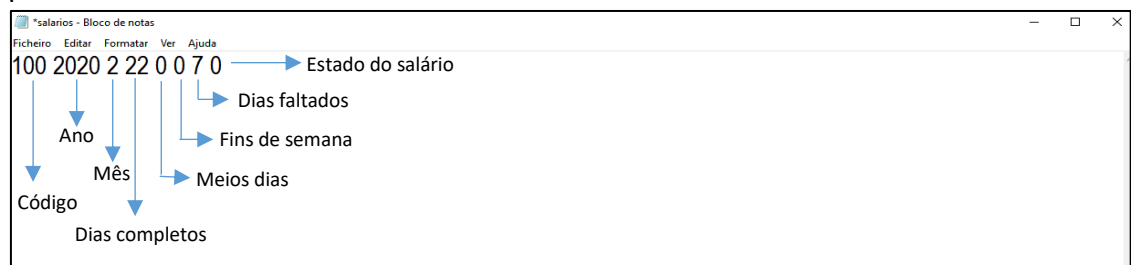 *salarios - Bloco de notas
Ficheiro Editar Formatar Ver Ajuda
100 2020 2 22 0 0 7 0
Estado do salário
Dias faltados
Ano
Fins de semana
Mês
Meios dias
Código
Dias completos